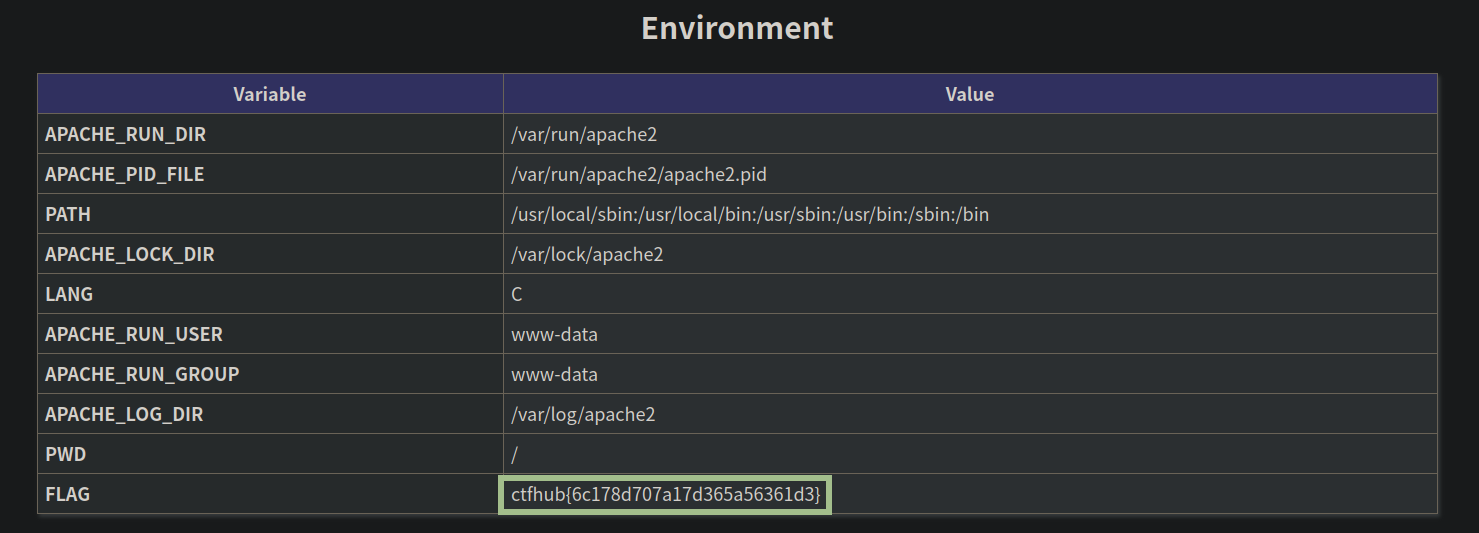 Environment
Variable Value
APACHE_RUN_DIR /var/run/apache2
APACHE_PID_FILE /var/run/apache2/apache2.pid
PATH /usr/local/sbin:/usr/local/bin:/usr/sbin:/usr/bin:/sbin:/bin
APACHE_LOCK_DIR /var/lock/apache2
LANG C
APACHE_RUN_USER www-data
APACHE_RUN_GROUP www-data
APACHE_LOG_DIR /var/log/apache2
PWD /
FLAG ctfhub{6c178d707a17d365a56361d3}